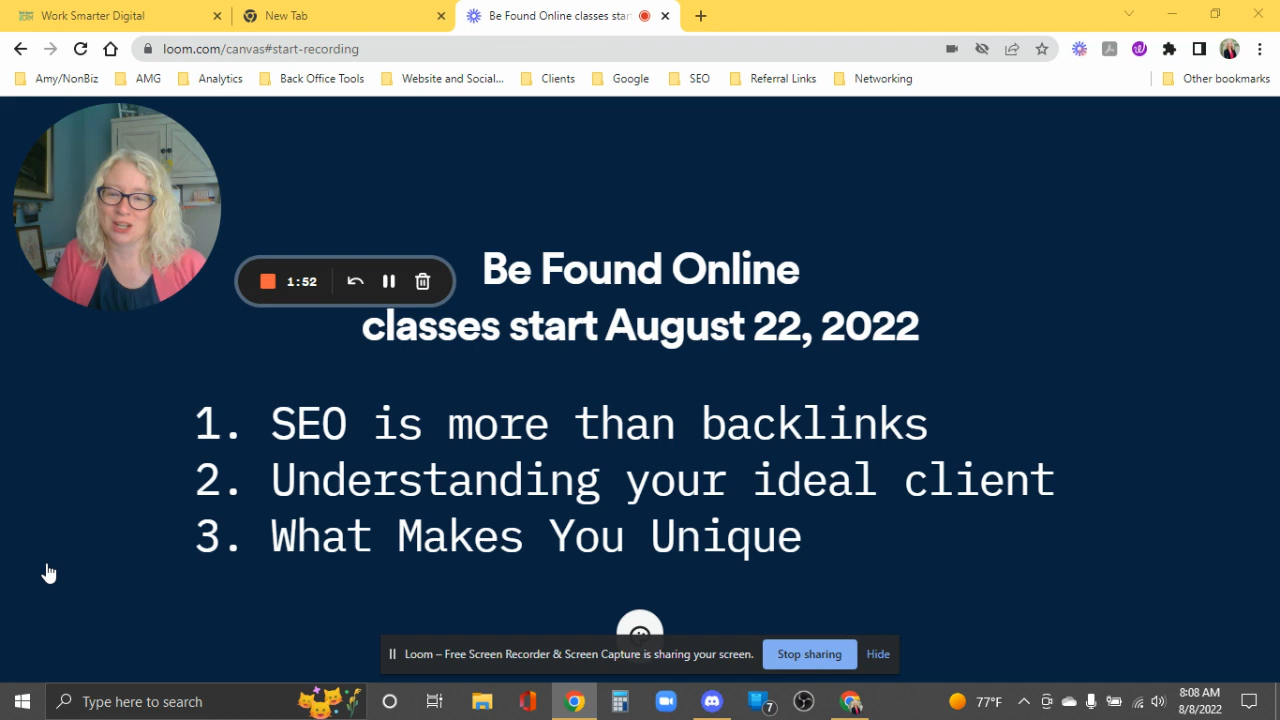 Work Smarter Digital
New Tab
Be Found Online classes star
loom.com/canvas#start-recording
Amy/NonBiz
AMG
Analytics
Back Office Tools
Website and Social...
Clients
Google
SEO
Referral Links
Networking
Other bookmarks
1:52
Be Found Online
classes start August 22, 2022
1. SEO is more than backlinks
2. Understanding your ideal client
3. What Makes You Unique
Loom – Free Screen Recorder & Screen Capture is sharing your screen.
Stop sharing
Hide
Type here to search
7
77°F
8:08 AM
8/8/2022